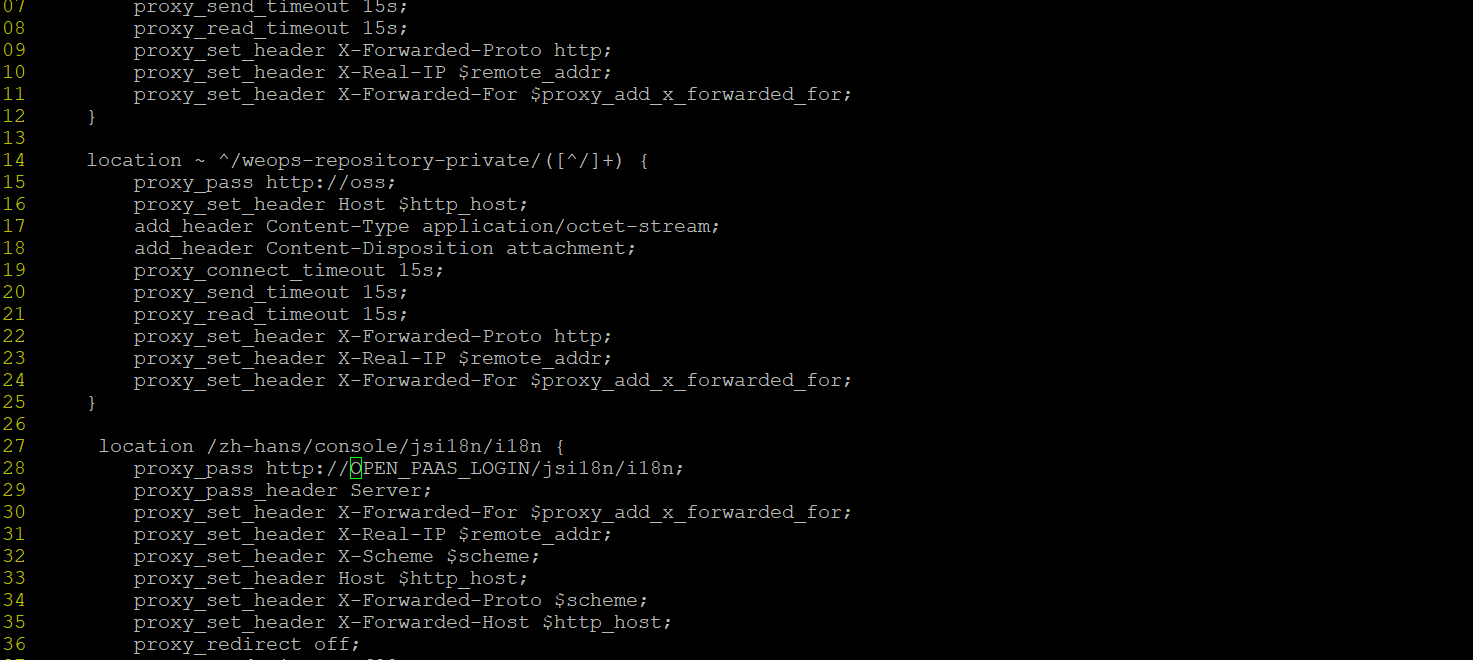 07         proxy_send_timeout 15s;
08         proxy_read_timeout 15s;
09         proxy_set_header X-Forwarded-Proto http;
10         proxy_set_header X-Real-IP $remote_addr;
11         proxy_set_header X-Forwarded-For $proxy_add_x_forwarded_for;
12     }
13
14     location ~ ^/weops-repository-private/([^/]+) {
15         proxy_pass http://oss;
16         proxy_set_header Host $http_host;
17         add_header Content-Type application/octet-stream;
18         add_header Content-Disposition attachment;
19         proxy_connect_timeout 15s;
20         proxy_send_timeout 15s;
21         proxy_read_timeout 15s;
22         proxy_set_header X-Forwarded-Proto http;
23         proxy_set_header X-Real-IP $remote_addr;
24         proxy_set_header X-Forwarded-For $proxy_add_x_forwarded_for;
25     }
26
27      location /zh-hans/console/jsi18n/i18n {
28         proxy_pass http://OPEN_PAAS_LOGIN/jsi18n/i18n;
29         proxy_pass_header Server;
30         proxy_set_header X-Forwarded-For $proxy_add_x_forwarded_for;
31         proxy_set_header X-Real-IP $remote_addr;
32         proxy_set_header X-Scheme $scheme;
33         proxy_set_header Host $http_host;
34         proxy_set_header X-Forwarded-Proto $scheme;
35         proxy_set_header X-Forwarded-Host $http_host;
36         proxy_redirect off;